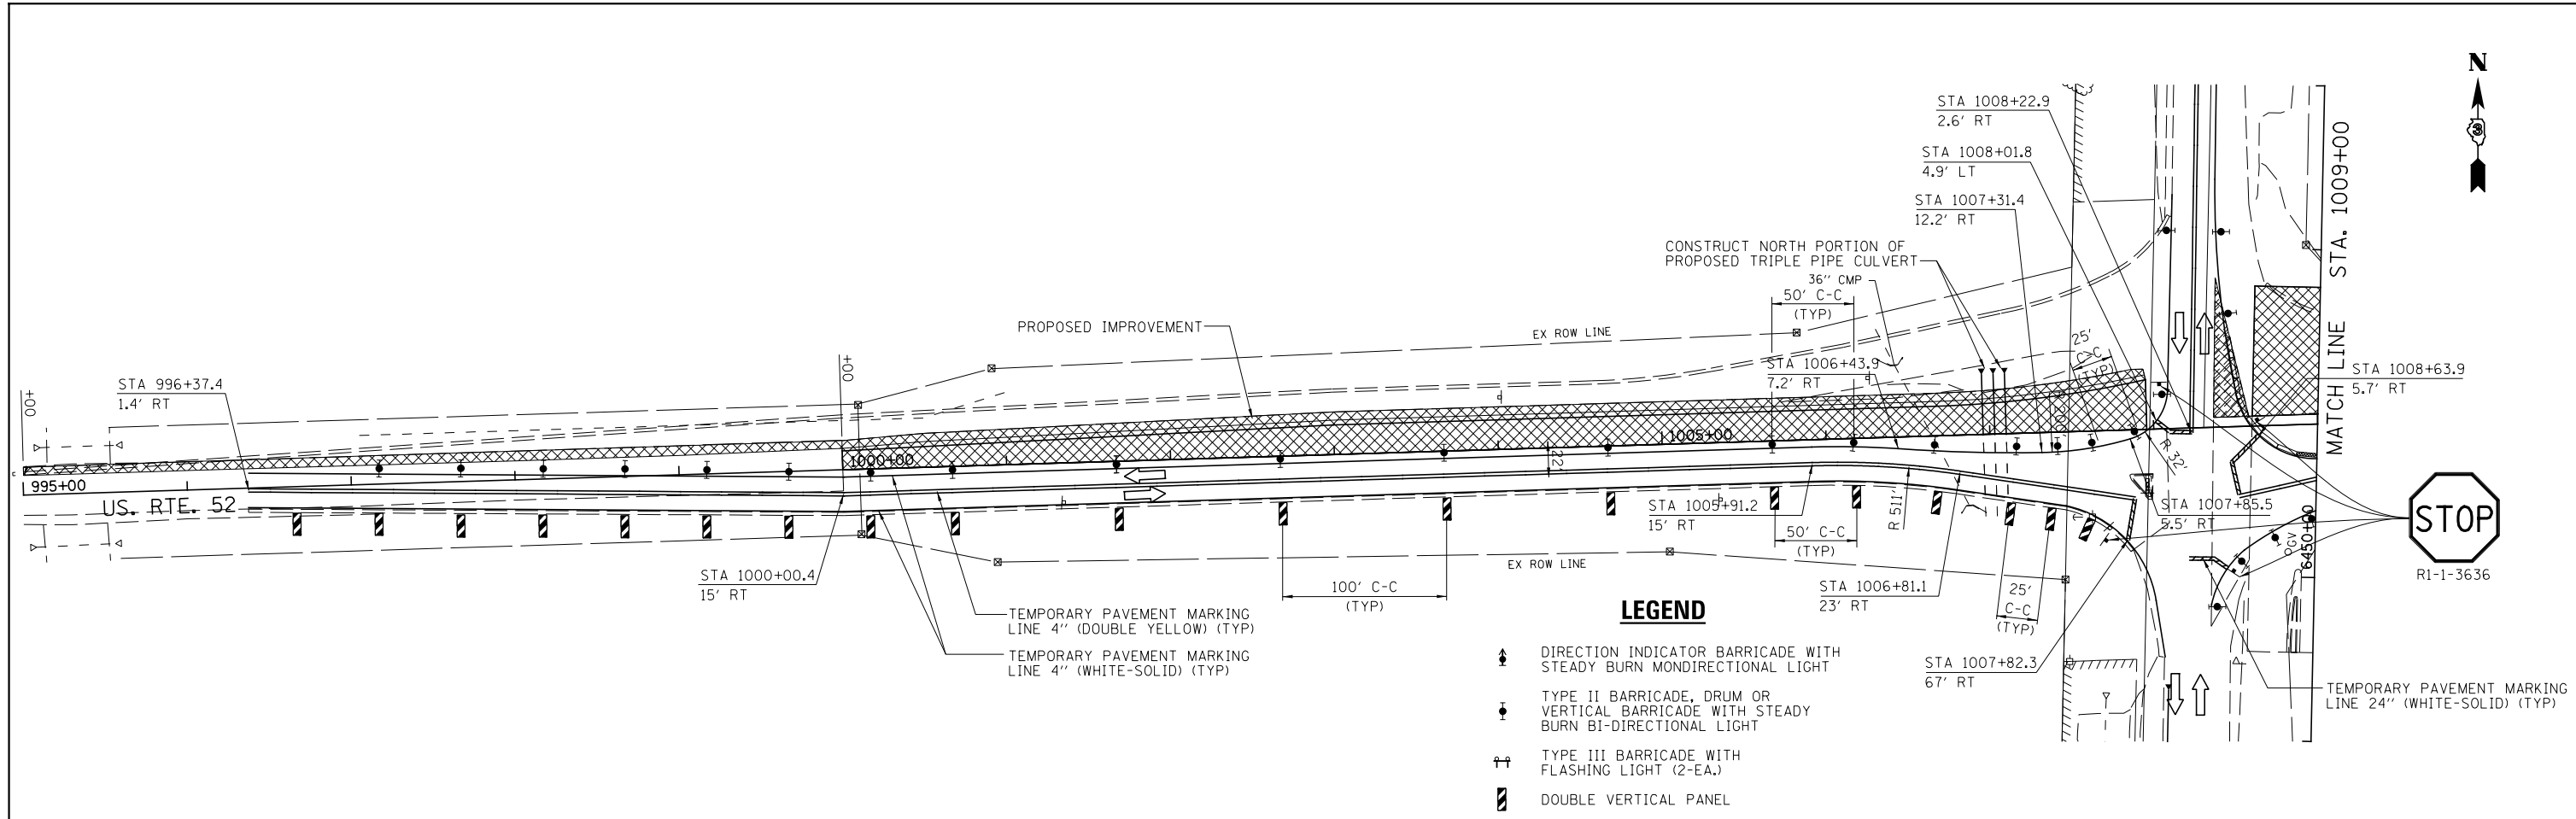 N
3
STA 1008+22.9
2.6' RT
STA 1008+01.8
4.9' LT
STA 1007+31.4
12.2' RT
CONSTRUCT NORTH PORTION OF
PROPOSED TRIPLE PIPE CULVERT
36" CMP
50' C-C
(TYP)
25'
C-C
(TYP)
MATCH LINE STA. 1009+00
PROPOSED IMPROVEMENT
EX ROW LINE
STA 1006+43.9
7.2' RT
STA 1008+63.9
5.7' RT
STA 996+37.4
1.4' RT
+00
+00
995+00
1000+00
1005+00
22'
R 32'
US. RTE. 52
STA 1005+91.2
15' RT
R 511'
STA 1007+85.5
5.5' RT
STOP
R1-1-3636
GV
6450+00
50' C-C
(TYP)
EX ROW LINE
STA 1000+00.4
15' RT
100' C-C
(TYP)
STA 1006+81.1
23' RT
25'
C-C
(TYP)
TEMPORARY PAVEMENT MARKING
LINE 4" (DOUBLE YELLOW) (TYP)
TEMPORARY PAVEMENT MARKING
LINE 4" (WHITE-SOLID) (TYP)
STA 1007+82.3
67' RT
TEMPORARY PAVEMENT MARKING
LINE 24" (WHITE-SOLID) (TYP)
LEGEND
DIRECTION INDICATOR BARRICADE WITH
STEADY BURN MONDIRECTIONAL LIGHT
TYPE II BARRICADE, DRUM OR
VERTICAL BARRICADE WITH STEADY
BURN BI-DIRECTIONAL LIGHT
TYPE III BARRICADE WITH
FLASHING LIGHT (2-EA.)
DOUBLE VERTICAL PANEL